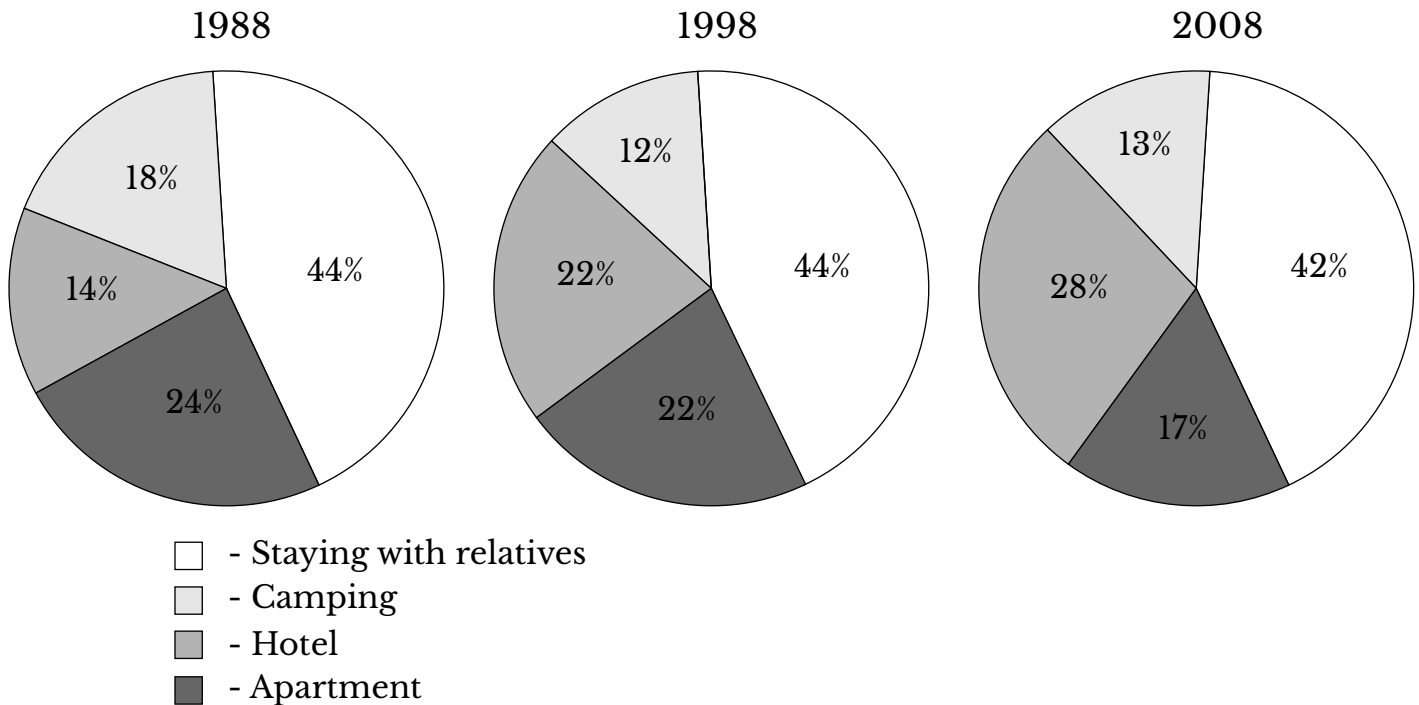 1988 1998 2008
18% 44% 14% 24%
12% 44% 22% 22%
13% 42% 28% 17%
- Staying with relatives
- Camping
- Hotel
- Apartment